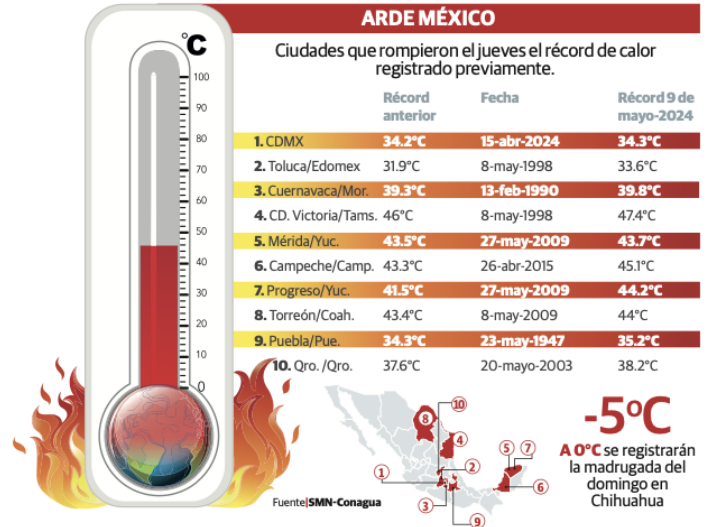 ARDE MÉXICO
Ciudades que rompieron el jueves el récord de calor
registrado previamente.
Récord anterior Fecha Récord 9 de mayo-2024
1. CDMX 34.2°C 15-abr-2024 34.3°C
2. Toluca/Edomex 31.9°C 8-may-1998 33.6°C
3. Cuernavaca/Mor. 39.3°C 13-feb-1990 39.8°C
4. CD. Victoria/Tams. 46°C 8-may-1998 47.4°C
5. Mérida/Yuc. 43.5°C 27-may-2009 43.7°C
6. Campeche/Camp. 43.3°C 26-abr-2015 45.1°C
7. Progreso/Yuc. 41.5°C 27-may-2009 44.2°C
8. Torreón/Coah. 43.4°C 8-may-2009 44°C
9. Puebla/Pue. 34.3°C 23-may-1947 35.2°C
10. Qro. /Qro. 37.6°C 20-mayo-2003 38.2°C
°C
100
90
80
70
60
50
40
30
20
10
0
10
8
4
5
7
1
2
6
3
9
Fuente|SMN-Conagua
-5°C
A 0°C se registrarán
la madrugada del
domingo en
Chihuahua